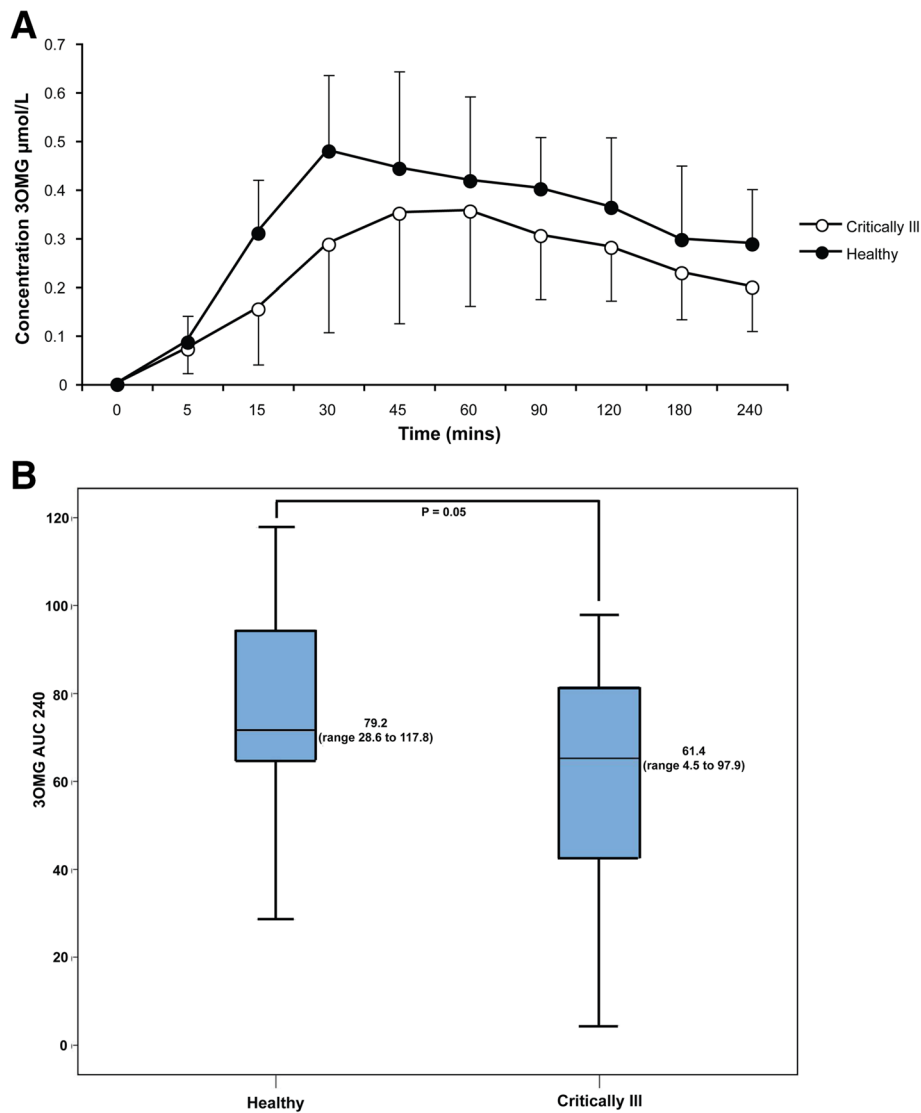 A
Concentration 3OMG µmol/L
0.7
0.6
0.5
0.4
0.3
0.2
0.1
0
0 5 15 30 45 60 90 120 180 240
Time (mins)
Critically Ill
Healthy
B
3OMG AUC 240
120
100
80
60
40
20
0
P = 0.05
79.2
(range 28.6 to 117.8)
61.4
(range 4.5 to 97.9)
Healthy Critically Ill